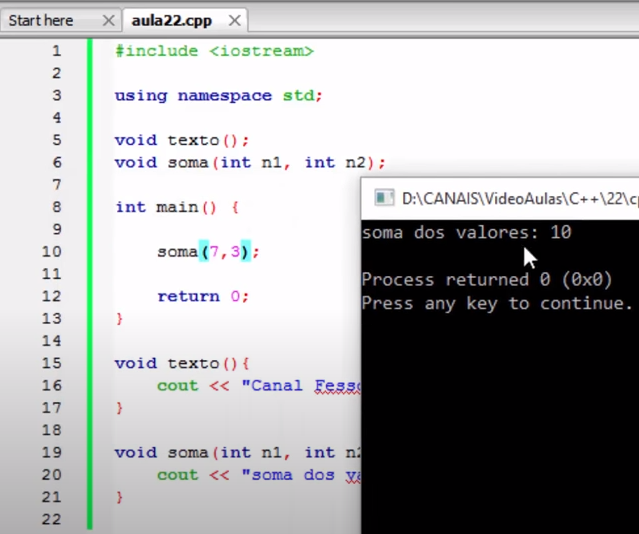 Start here
aula22.cpp
1 #include <iostream>
2
3 using namespace std;
4
5 void texto();
6 void soma(int n1, int n2);
7
8 int main() {
9
10 soma(7,3);
11
12 return 0;
13 }
14
15 void texto(){
16 cout << "Canal
17 }
18
19 void soma(int n1, int
20 cout << "soma dos
21 }
22
D:\CANAIS\VideoAulas\C++\22\
soma dos valores: 10
Process returned 0 (0x0)
Press any key to continue.